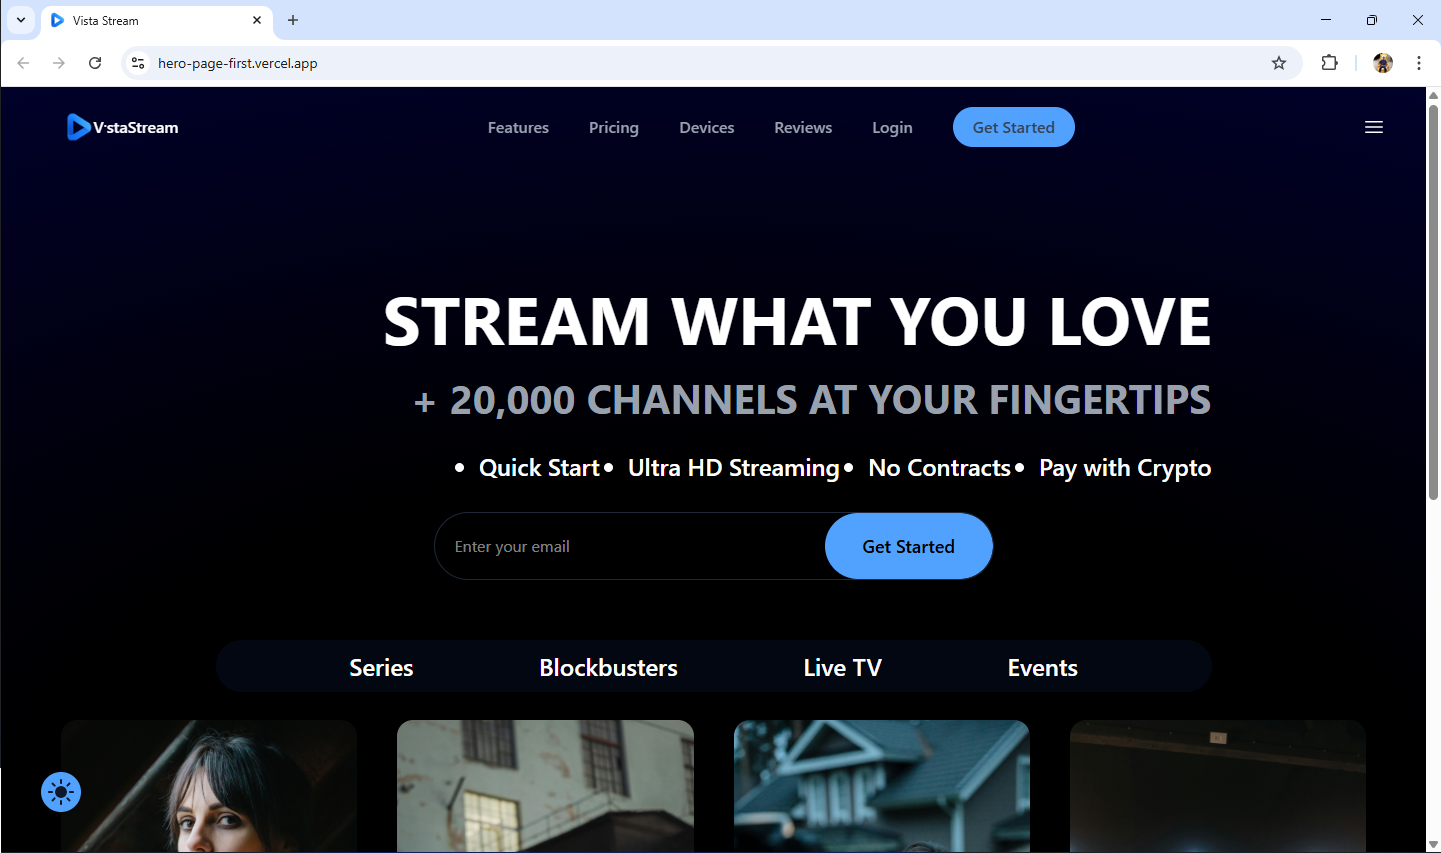 Vista Stream
hero-page-first.vercel.app
V·staStream
Features Pricing Devices Reviews Login Get Started
STREAM WHAT YOU LOVE
+ 20,000 CHANNELS AT YOUR FINGERTIPS
• Quick Start • Ultra HD Streaming • No Contracts • Pay with Crypto
Enter your email Get Started
Series Blockbusters Live TV Events